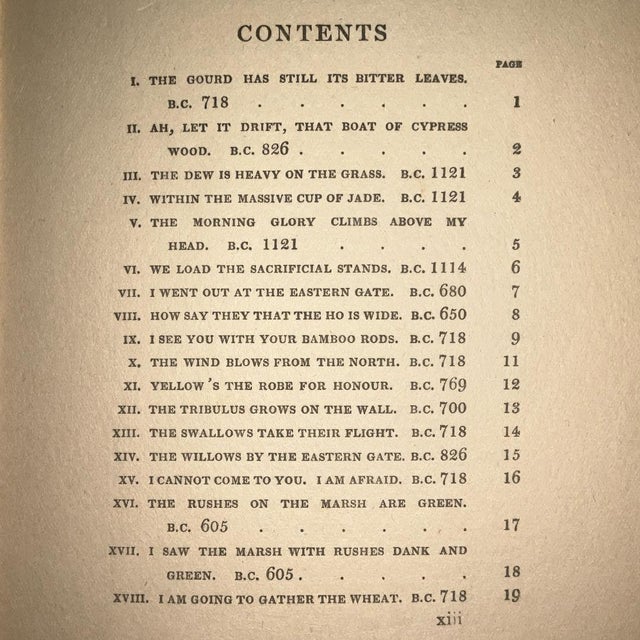 CONTENTS
PAGE
I. THE GOURD HAS STILL ITS BITTER LEAVES.
B.C. 718 . . . . . . 1
II. AH, LET IT DRIFT, THAT BOAT OF CYPRESS
WOOD. B.C. 826 . . . . . 2
III. THE DEW IS HEAVY ON THE GRASS. B.C. 1121 3
IV. WITHIN THE MASSIVE CUP OF JADE. B.C. 1121 4
V. THE MORNING GLORY CLIMBS ABOVE MY
HEAD. B.C. 1121 . . . . 5
VI. WE LOAD THE SACRIFICIAL STANDS. B.C. 1114 6
VII. I WENT OUT AT THE EASTERN GATE. B.C. 680 7
VIII. HOW SAY THEY THAT THE HO IS WIDE. B.C. 650 8
IX. I SEE YOU WITH YOUR BAMBOO RODS. B.C. 718 9
X. THE WIND BLOWS FROM THE NORTH. B.C. 718 11
XI. YELLOW'S THE ROBE FOR HONOUR. B.C. 769 12
XII. THE TRIBULUS GROWS ON THE WALL. B.C. 700 13
XIII. THE SWALLOWS TAKE THEIR FLIGHT. B.C. 718 14
XIV. THE WILLOWS BY THE EASTERN GATE. B.C. 826 15
XV. I CANNOT COME TO YOU. I AM AFRAID. B.C. 718 16
XVI. THE RUSHES ON THE MARSH ARE GREEN.
B.C. 605 . . . . . . 17
XVII. I SAW THE MARSH WITH RUSHES DANK AND
GREEN. B.C. 605 . . . . . 18
XVIII. I AM GOING TO GATHER THE WHEAT. B.C. 718 19
xiii